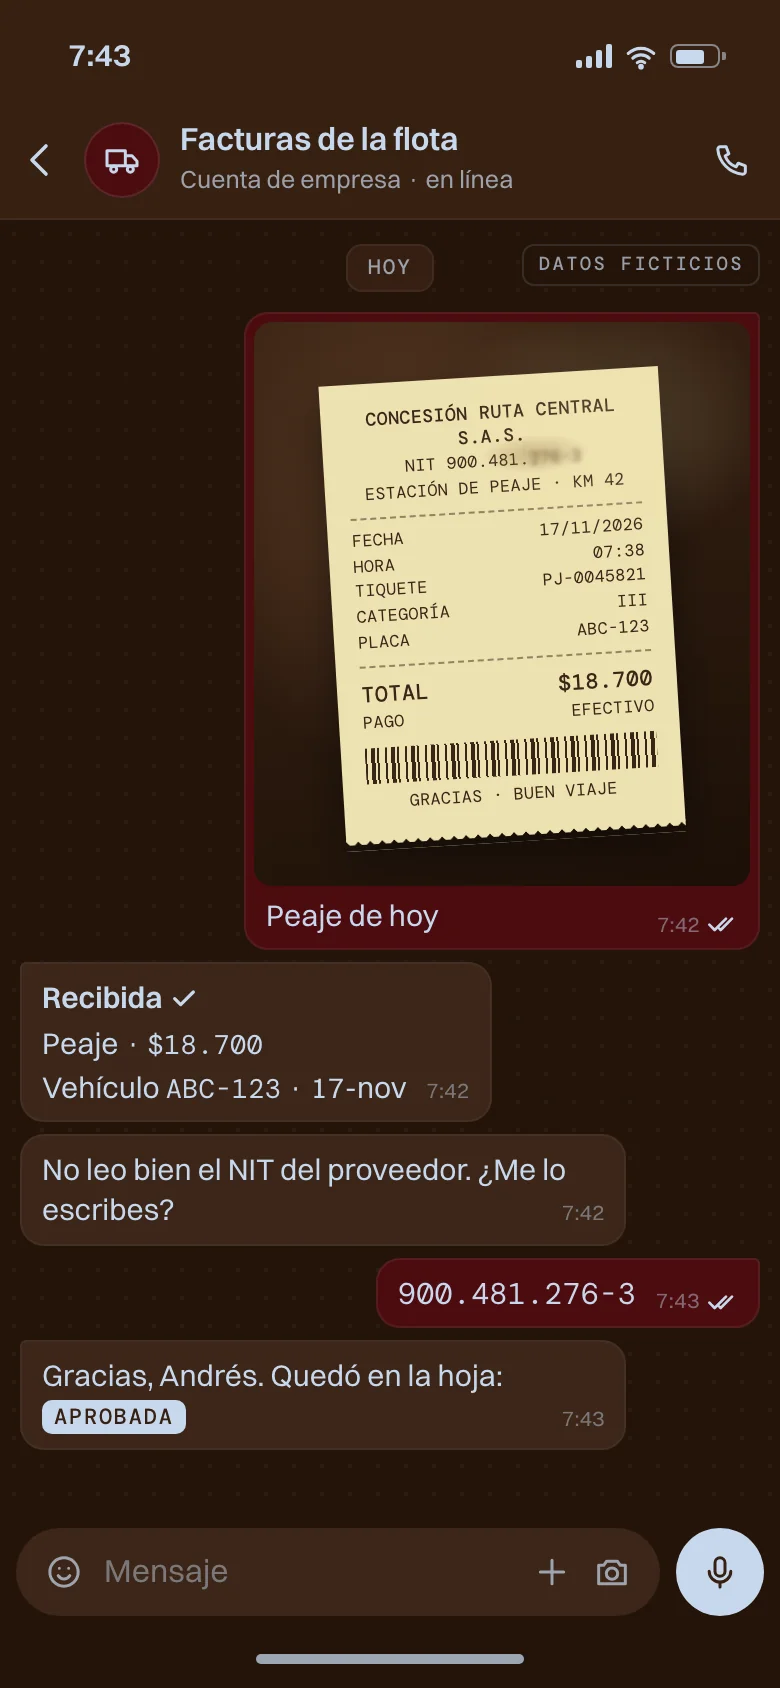 7:43
Facturas de la flota
Cuenta de empresa · en línea
HOY
DATOS FICTICIOS
CONCESIÓN RUTA CENTRAL
S.A.S.
NIT 900.481.
ESTACIÓN DE PEAJE · KM 42
FECHA 17/11/2026
HORA 07:38
TIQUETE PJ-0045821
CATEGORÍA III
PLACA ABC-123
TOTAL $18.700
PAGO EFECTIVO
GRACIAS · BUEN VIAJE
Peaje de hoy 7:42
Recibida
Peaje · $18.700
Vehículo ABC-123 · 17-nov 7:42
No leo bien el NIT del proveedor. ¿Me lo
escribes? 7:42
900.481.276-3 7:43
Gracias, Andrés. Quedó en la hoja:
APROBADA 7:43
Mensaje